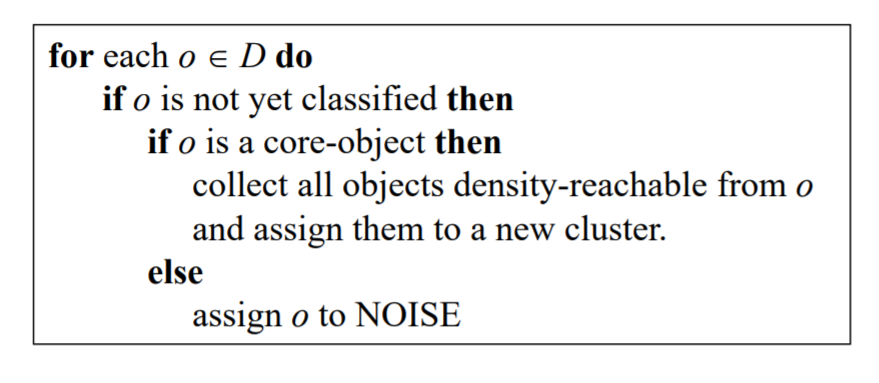 for each o ∈ D do
if o is not yet classified then
if o is a core-object then
collect all objects density-reachable from o
and assign them to a new cluster.
else
assign o to NOISE